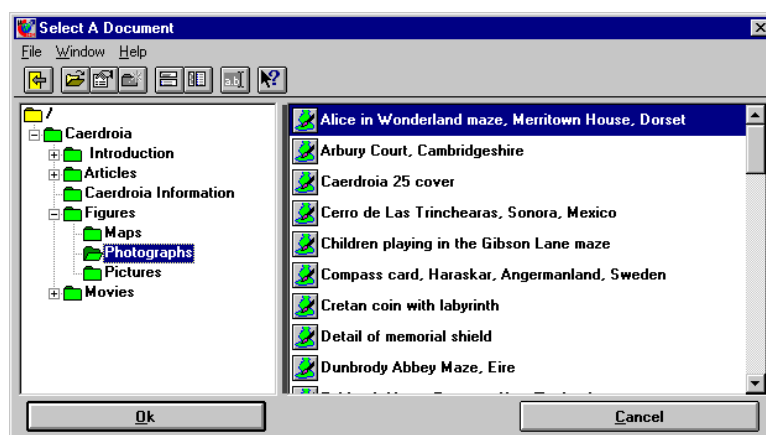 Select A Document
File Window Help
a.b
/
Caerdroia
Introduction
Articles
Caerdroia Information
Figures
Maps
Photographs
Pictures
Movies
Alice in Wonderland maze, Merritown House, Dorset
Arbury Court, Cambridgeshire
Caerdroia 25 cover
Cerro de Las Trinchearas, Sonora, Mexico
Children playing in the Gibson Lane maze
Compass card, Haraskar, Angermanland, Sweden
Cretan coin with labyrinth
Detail of memorial shield
Dunbrody Abbey Maze, Eire
Ok
Cancel